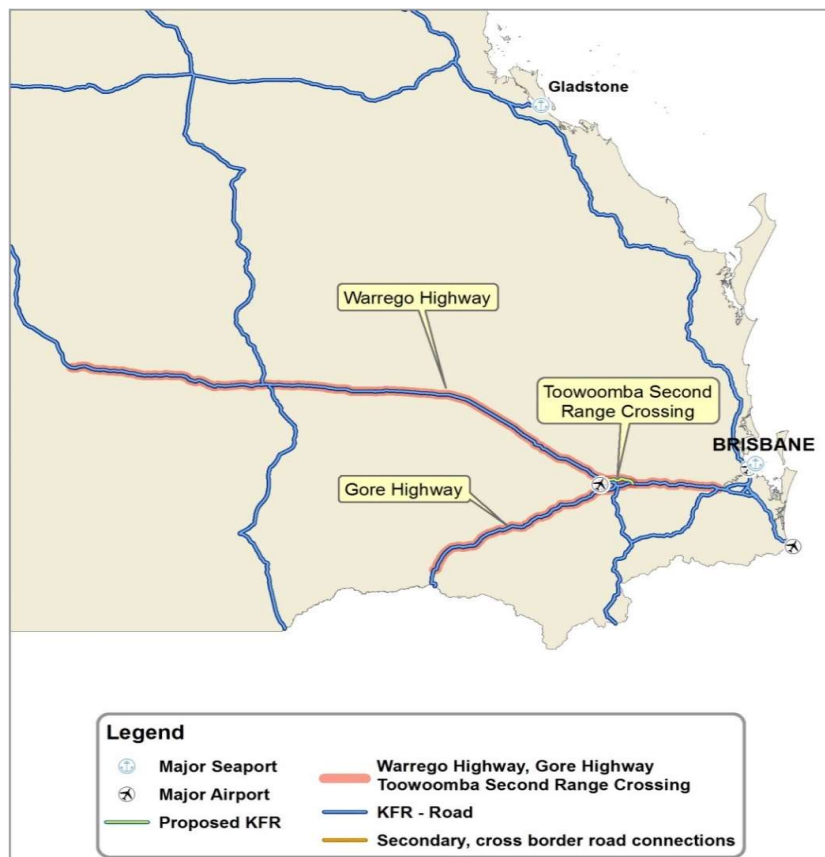 Gladstone
Warrego Highway
Toowoomba Second
Range Crossing
BRISBANE
Gore Highway
Legend
Major Seaport
Major Airport
Proposed KFR
Warrego Highway, Gore Highway
Toowoomba Second Range Crossing
KFR - Road
Secondary, cross border road connections